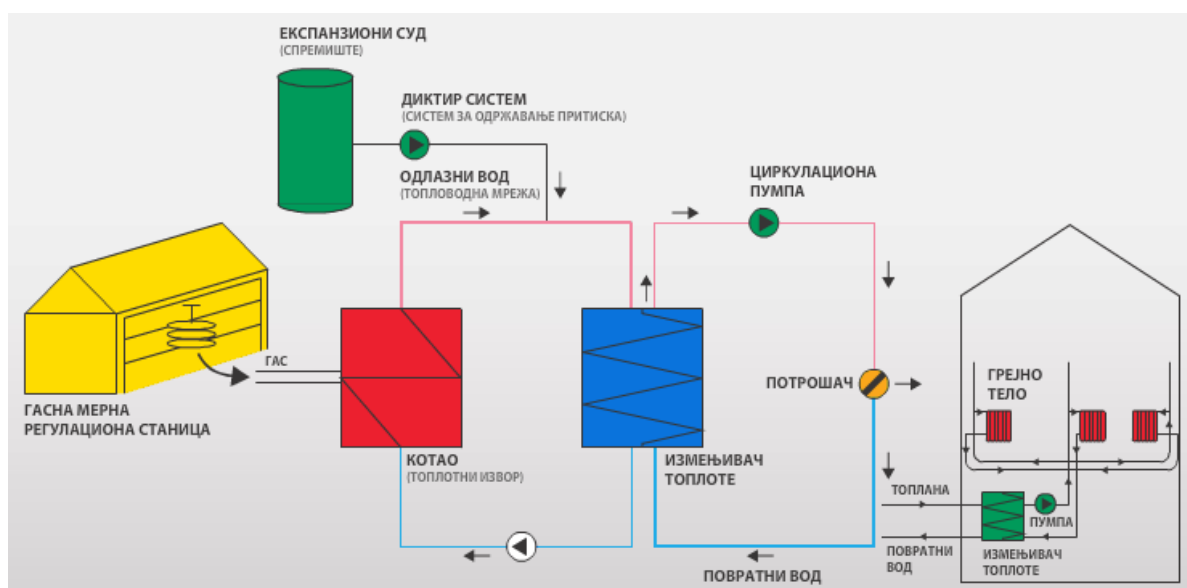 ЕКСПАНЗИОНИ СУД
(СПРЕМИШТЕ)
ДИКТИР СИСТЕМ
(СИСТЕМ ЗА ОДРЖАВАЊЕ ПРИТИСКА)
ОДЛАЗНИ ВОД
(ТОПЛОВОДНА МРЕЖА)
ЦИРКУЛАЦИОНА
ПУМПА
ГАС
ГАСНА МЕРНА
РЕГУЛАЦИОНА СТАНИЦА
КОТАО
(ТОПЛОТНИ ИЗВОР)
ИЗМЕЊИВАЧ
ТОПЛОТЕ
ПОТРОШАЧ
ПОВРАТНИ ВОД
ГРЕЈНО
ТЕЛО
ТОПЛАНА
ПУМПА
ПОВРАТНИ
ВОД
ИЗМЕЊИВАЧ
ТОПЛОТЕ